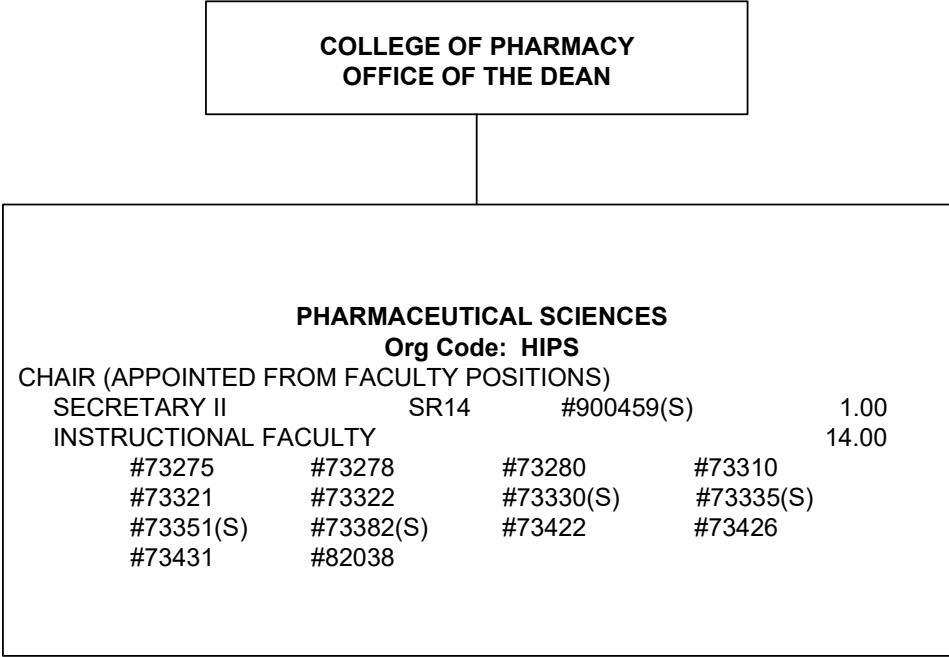 COLLEGE OF PHARMACY
OFFICE OF THE DEAN
PHARMACEUTICAL SCIENCES
Org Code: HIPS
CHAIR (APPOINTED FROM FACULTY POSITIONS)
SECRETARY II SR14 #900459(S) 1.00
INSTRUCTIONAL FACULTY 14.00
#73275 #73278 #73280 #73310
#73321 #73322 #73330(S) #73335(S)
#73351(S) #73382(S) #73422 #73426
#73431 #82038